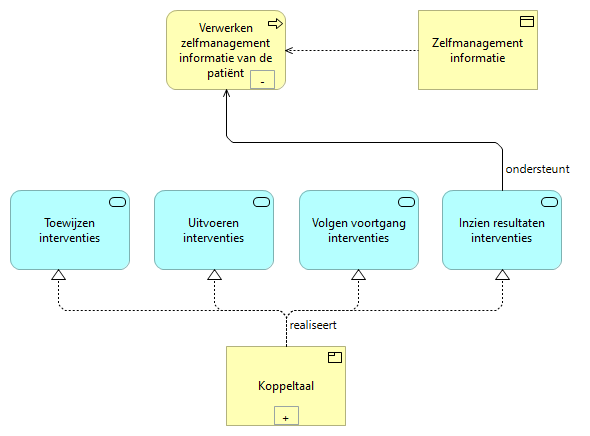 Verwerken
zelfmanagement
informatie van de
patiënt
-
Zelfmanagement
informatie
ondersteunt
Toewijzen
interventies
Uitvoeren
interventies
Volgen voortgang
interventies
Inzien resultaten
interventies
realiseert
Koppeltaal
+